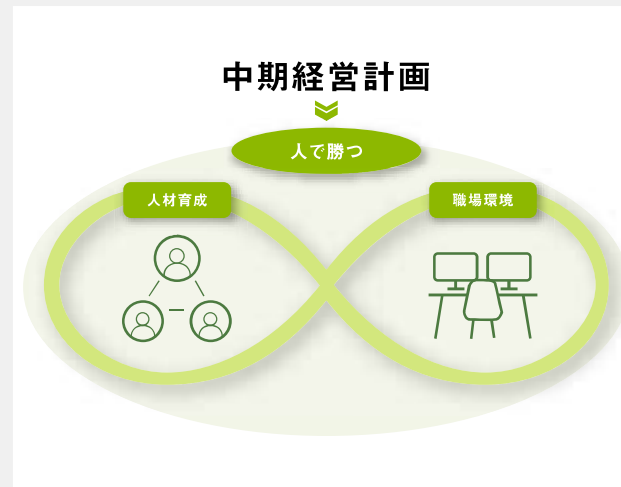 中期経営計画
人で勝つ
人材育成
職場環境